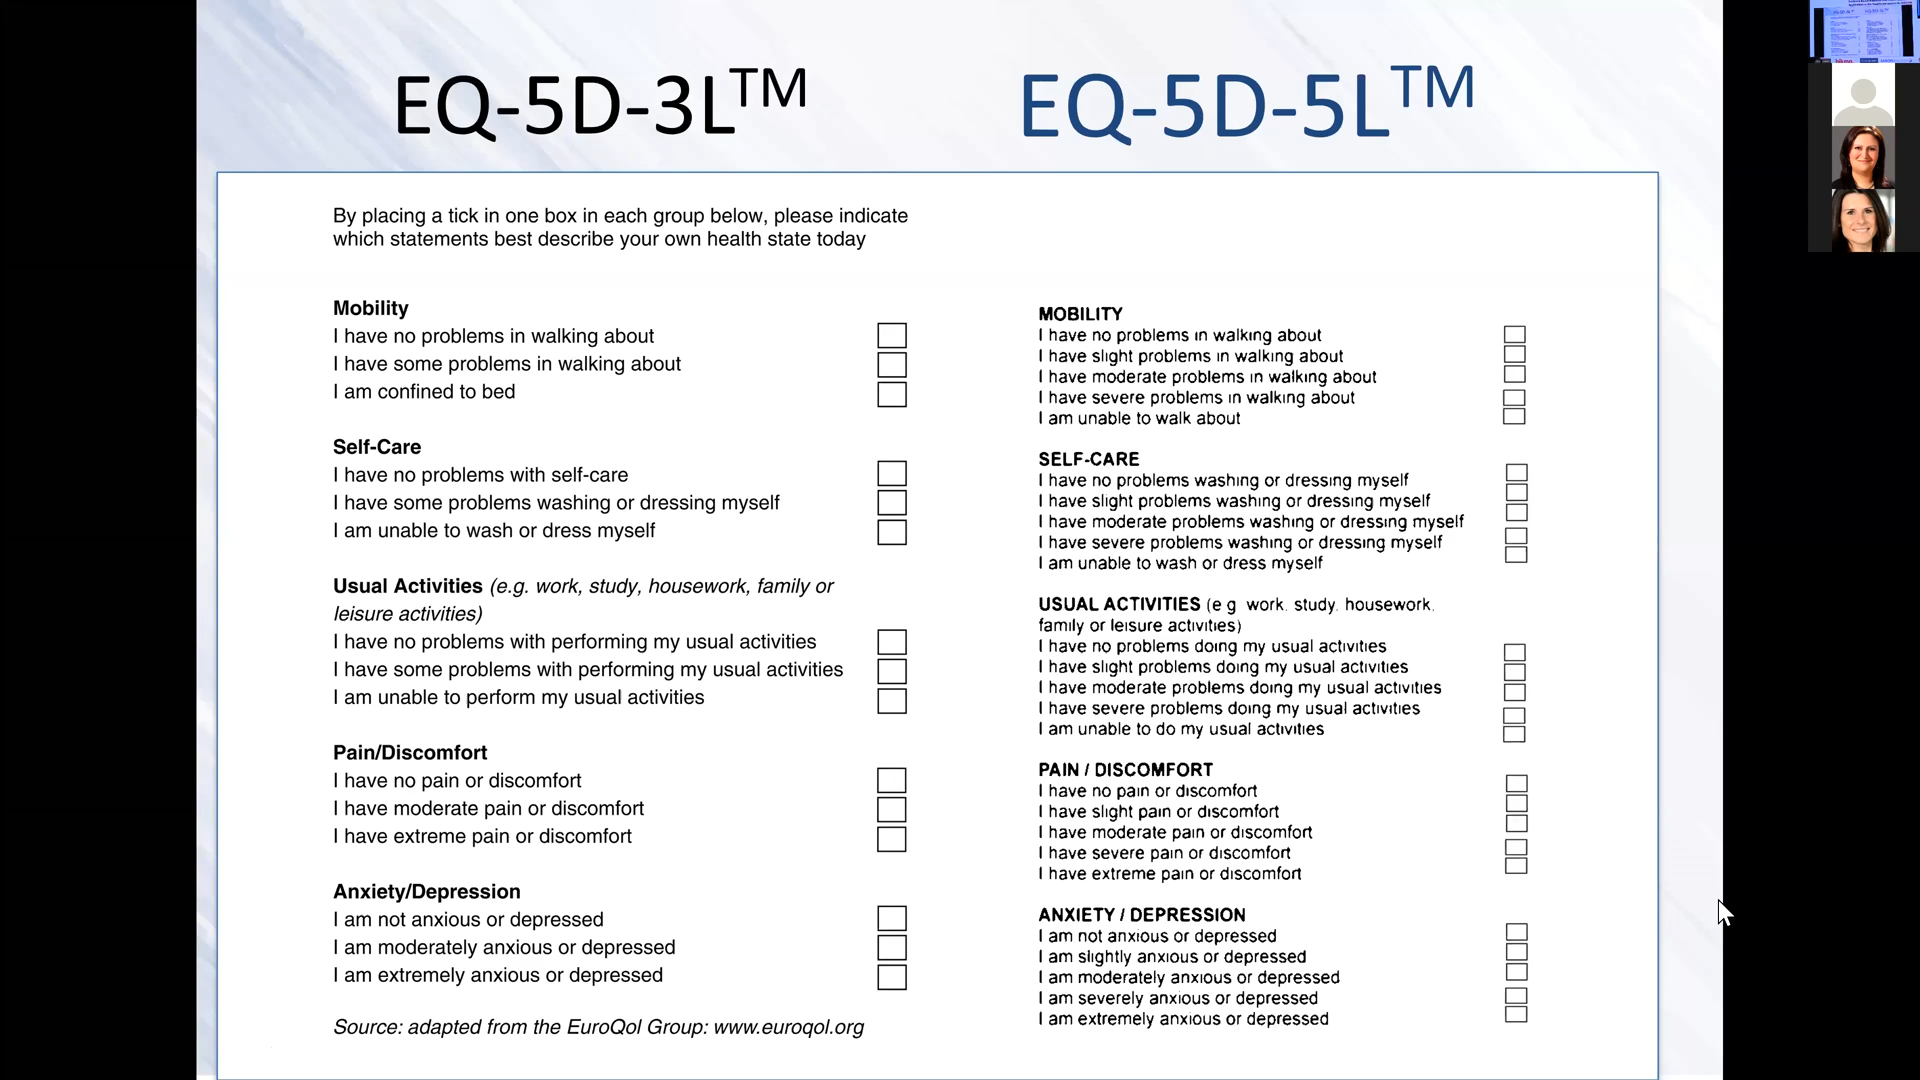 EQ-5D-3L™
EQ-5D-5L™
By placing a tick in one box in each group below, please indicate
which statements best describe your own health state today
Mobility
I have no problems in walking about
I have some problems in walking about
I am confined to bed
Self-Care
I have no problems with self-care
I have some problems washing or dressing myself
I am unable to wash or dress myself
Usual Activities (e.g. work, study, housework, family or
leisure activities)
I have no problems with performing my usual activities
I have some problems with performing my usual activities
I am unable to perform my usual activities
Pain/Discomfort
I have no pain or discomfort
I have moderate pain or discomfort
I have extreme pain or discomfort
Anxiety/Depression
I am not anxious or depressed
I am moderately anxious or depressed
I am extremely anxious or depressed
Source: adapted from the EuroQol Group: www.euroqol.org
MOBILITY
I have no problems in walking about
I have slight problems in walking about
I have moderate problems in walking about
I have severe problems in walking about
I am unable to walk about
SELF-CARE
I have no problems washing or dressing myself
I have slight problems washing or dressing myself
I have moderate problems washing or dressing myself
I have severe problems washing or dressing myself
I am unable to wash or dress myself
USUAL ACTIVITIES (e g work, study, housework,
family or leisure activities)
I have no problems doing my usual activities
I have slight problems doing my usual activities
I have moderate problems doing my usual activities
I have severe problems doing my usual activities
I am unable to do my usual activities
PAIN / DISCOMFORT
I have no pain or discomfort
I have slight pain or discomfort
I have moderate pain or discomfort
I have severe pain or discomfort
I have extreme pain or discomfort
ANXIETY / DEPRESSION
I am not anxious or depressed
I am slightly anxious or depressed
I am moderately anxious or depressed
I am severely anxious or depressed
I am extremely anxious or depressed